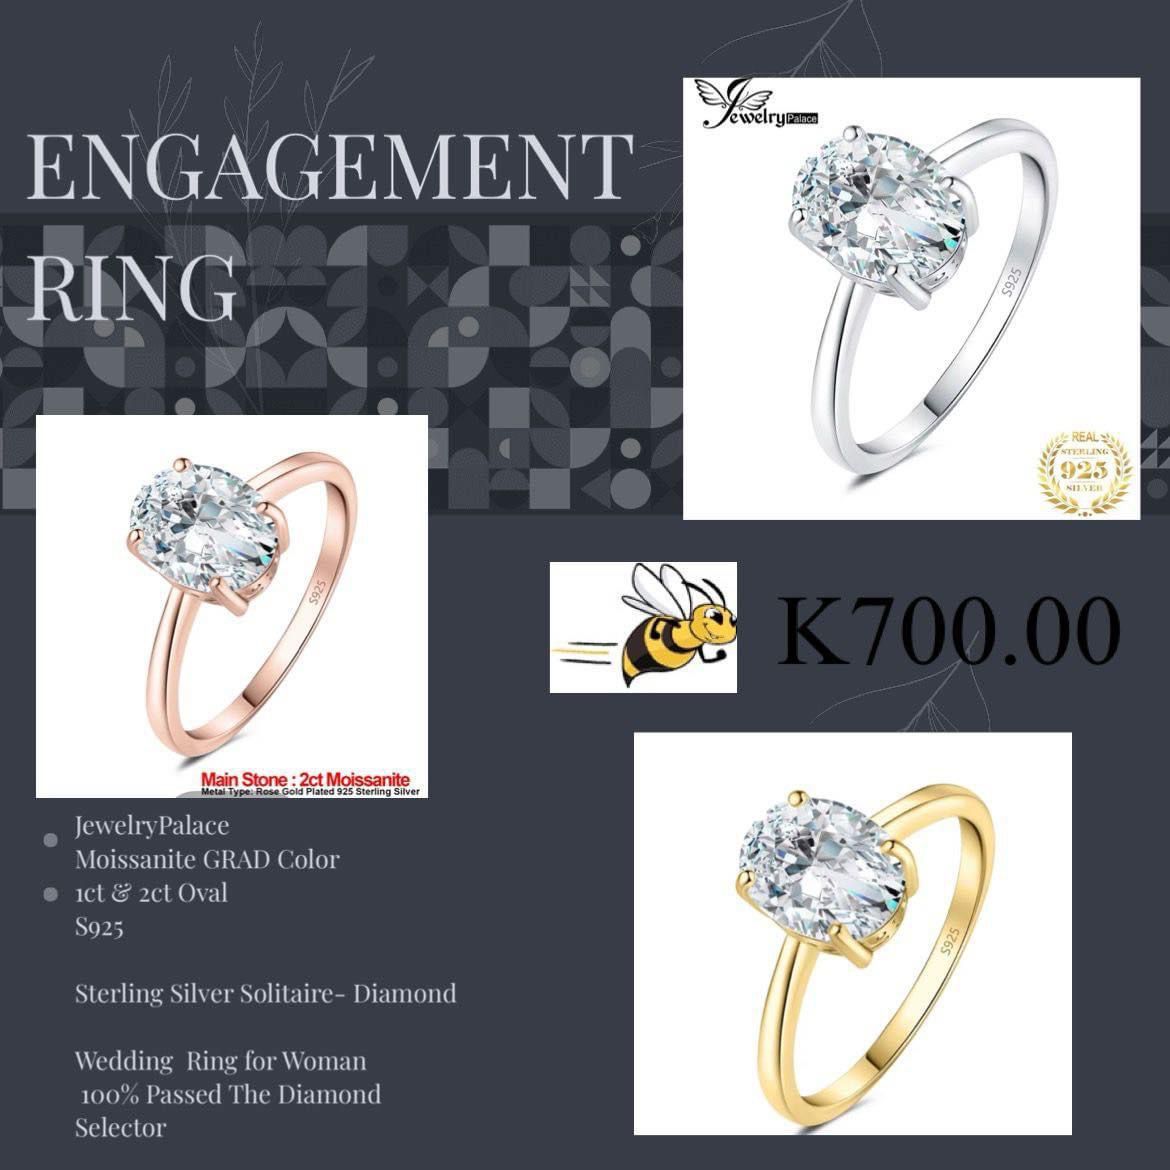 ENGAGEMENT
RING
JewelryPalace
S925
REAL
STERLING
925
SILVER
S925
Main Stone : 2ct Moissanite
Metal Type: Rose Gold Plated 925 Sterling Silver
K700.00
S925
JewelryPalace
Moissanite GRAD Color
1ct & 2ct Oval
S925
Sterling Silver Solitaire- Diamond
Wedding Ring for Woman
100% Passed The Diamond
Selector